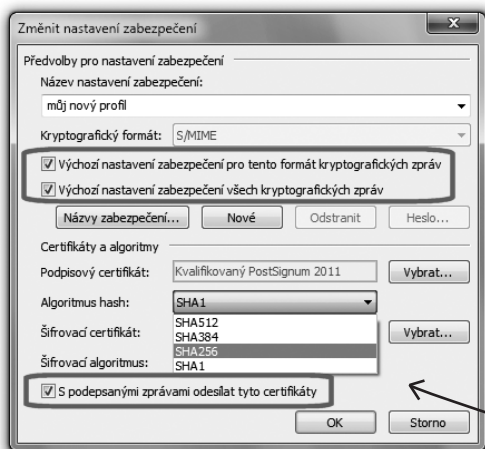 Změnit nastavení zabezpečení
Předvolby pro nastavení zabezpečení
Název nastavení zabezpečení:
můj nový profil
Kryptografický formát: S/MIME
Výchozí nastavení zabezpečení pro tento formát kryptografických zpráv
Výchozí nastavení zabezpečení všech kryptografických zpráv
Názvy zabezpečení... Nové Odstranit Heslo...
Certifikáty a algoritmy
Podpisový certifikát: Kvalifikovaný PostSignum 2011 Vybrat...
Algoritmus hash: SHA1
SHA512
Šifrovací certifikát: SHA384 Vybrat...
SHA256
Šifrovací algoritmus: SHA1
S podepsanými zprávami odesílat tyto certifikáty
OK Storno